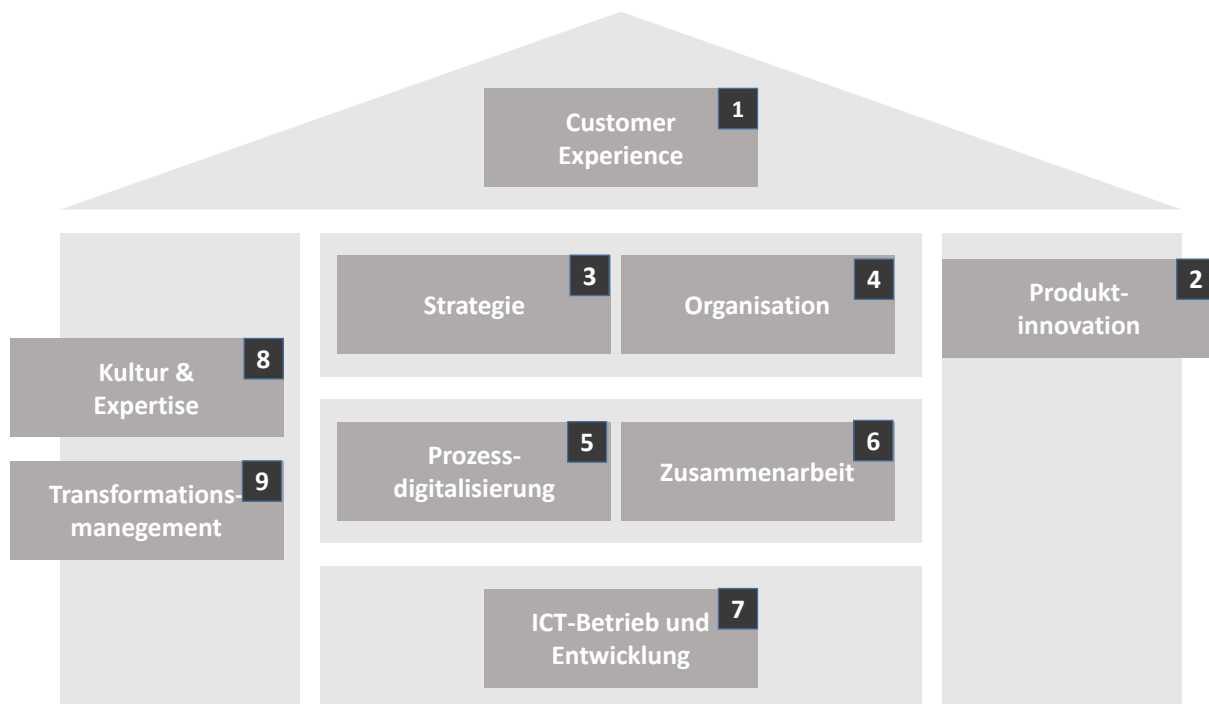 1
Customer
Experience
3
Strategie
4
Organisation
2
Produkt-
innovation
8
Kultur &
Expertise
9
Transformations-
manegement
5
Prozess-
digitalisierung
6
Zusammenarbeit
7
ICT-Betrieb und
Entwicklung